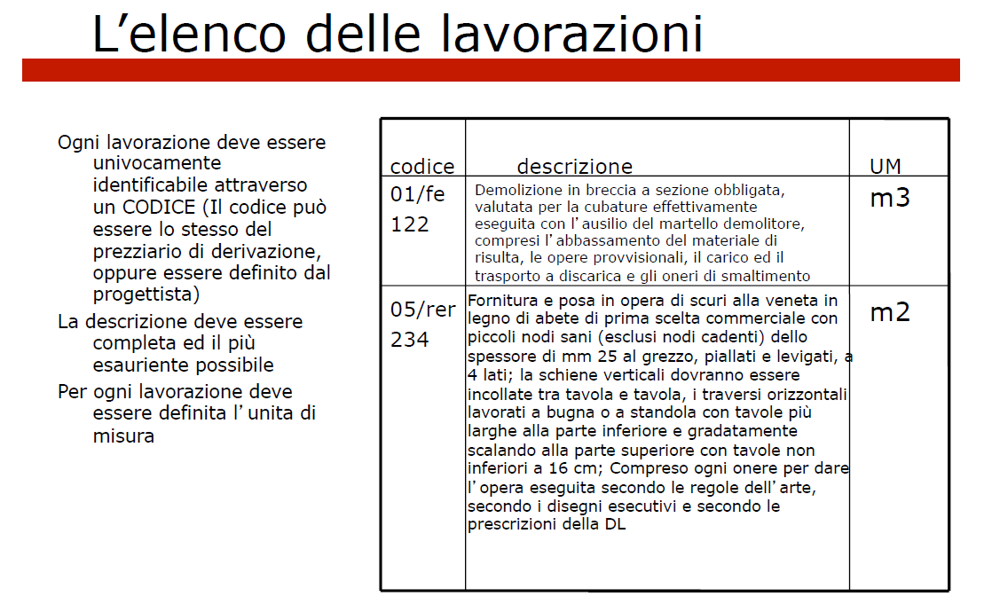 L’elenco delle lavorazioni
Ogni lavorazione deve essere
univocamente
identificabile attraverso
un CODICE (Il codice può
essere lo stesso del
prezziario di derivazione,
oppure essere definito dal
progettista)
La descrizione deve essere
completa ed il più
esauriente possibile
Per ogni lavorazione deve
essere definita l’unita di
misura
codice descrizione UM
01/fe
122
Demolizione in breccia a sezione obbligata,
valutata per la cubature effettivamente
eseguita con l’ausilio del martello demolitore,
compresi l’abbassamento del materiale di
risulta, le opere provvisionali, il carico ed il
trasporto a discarica e gli oneri di smaltimento
m3
05/rer
234
Fornitura e posa in opera di scuri alla veneta in
legno di abete di prima scelta commerciale con
piccoli nodi sani (esclusi nodi cadenti) dello
spessore di mm 25 al grezzo, piallati e levigati, a
4 lati; la schiene verticali dovranno essere
incollate tra tavola e tavola, i traversi orizzontali
lavorati a bugna o a standola con tavole più
larghe alla parte inferiore e gradatamente
scalando alla parte superiore con tavole non
inferiori a 16 cm; Compreso ogni onere per dare
l’opera eseguita secondo le regole dell’arte,
secondo i disegni esecutivi e secondo le
prescrizioni della DL
m2